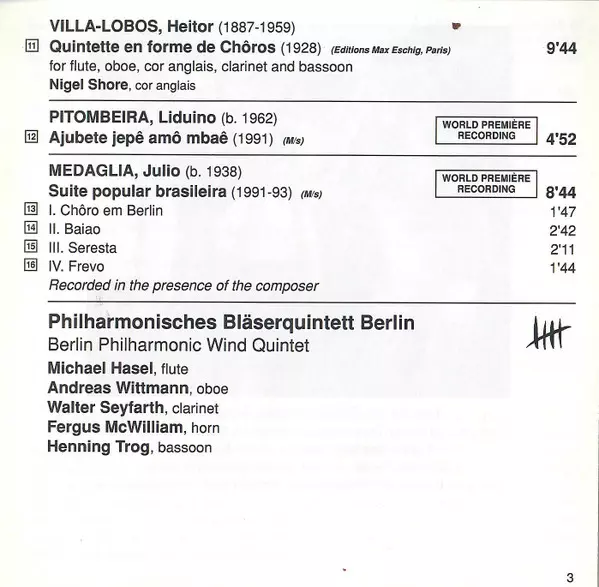 VILLA-LOBOS, Heitor (1887-1959)
11 Quintette en forme de Chôros (1928) (Editions Max Eschig, Paris) 9'44
for flute, oboe, cor anglais, clarinet and bassoon
Nigel Shore, cor anglais
PITOMBEIRA, Liduino (b. 1962)
WORLD PREMIÈRE
RECORDING
12 Ajubete jepê amô mbaê (1991) (M/s) 4'52
MEDAGLIA, Julio (b. 1938)
WORLD PREMIÈRE
RECORDING
Suite popular brasileira (1991-93) (M/s) 8'44
13 I. Chôro em Berlin 1'47
14 II. Baiao 2'42
15 III. Seresta 2'11
16 IV. Frevo 1'44
Recorded in the presence of the composer
Philharmonisches Bläserquintett Berlin
Berlin Philharmonic Wind Quintet
Michael Hasel, flute
Andreas Wittmann, oboe
Walter Seyfarth, clarinet
Fergus McWilliam, horn
Henning Trog, bassoon
3